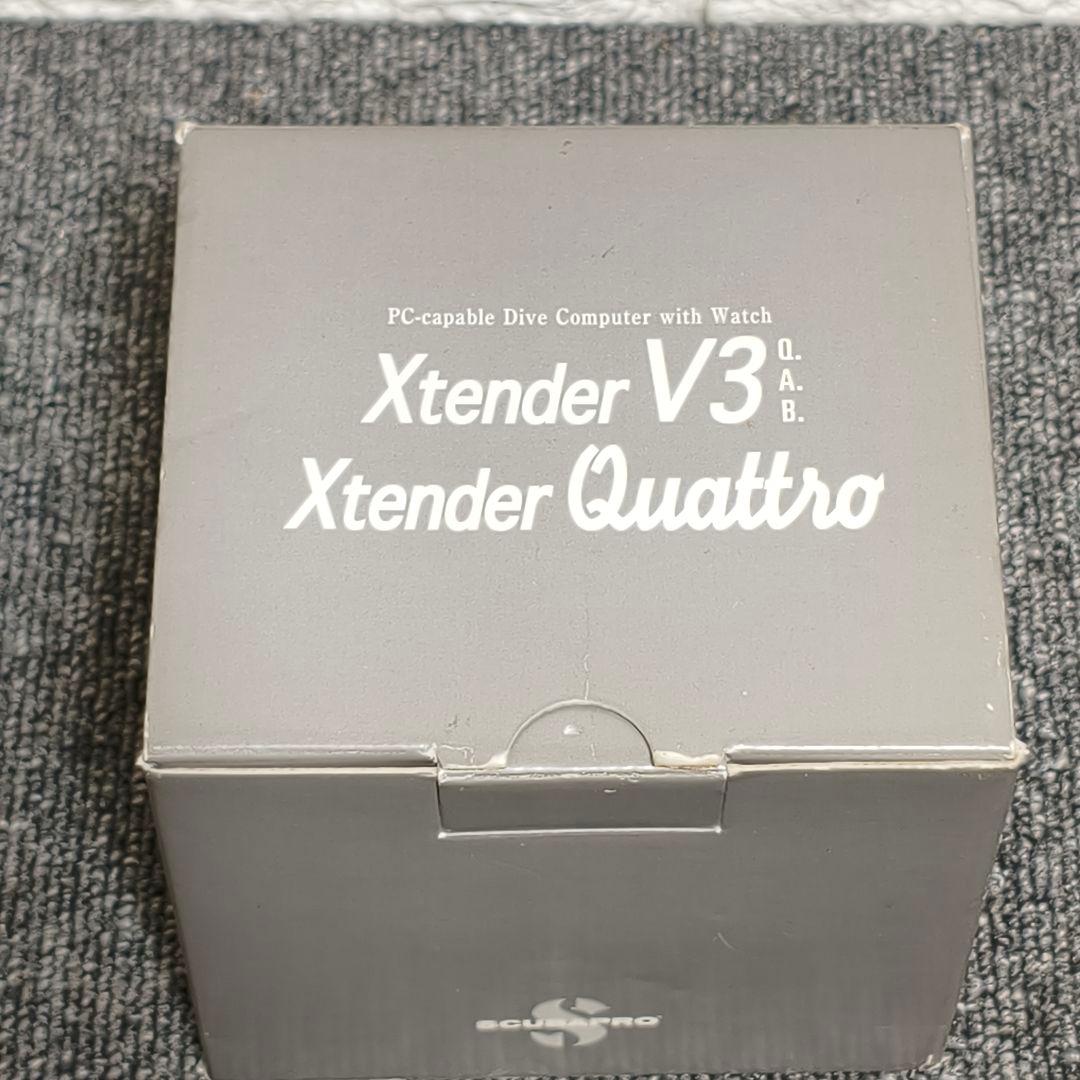 PC-capable Dive Computer with Watch
Xtender V3 Q.A.B.
Xtender Quattro
SCUBAPRO